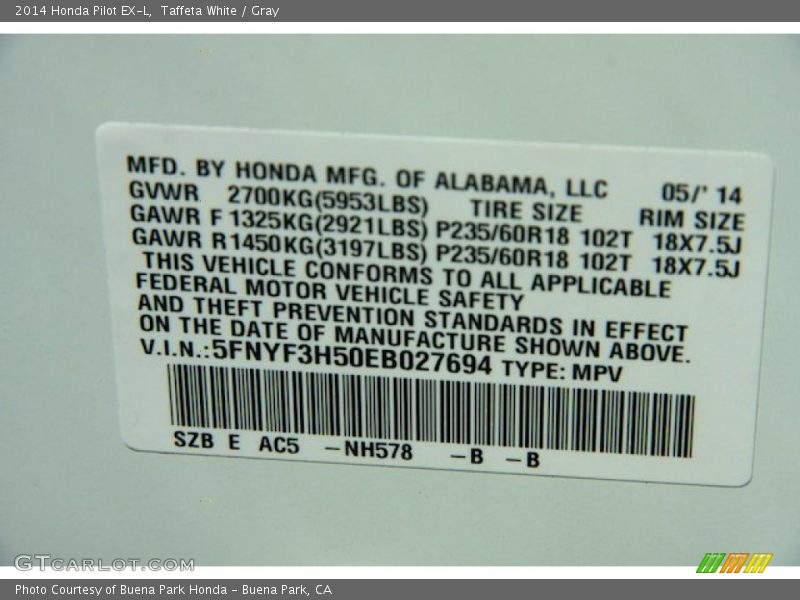 2014 Honda Pilot EX-L, Taffeta White / Gray
MFD. BY HONDA MFG. OF ALABAMA, LLC 05/' 14
GVWR 2700KG(5953LBS) TIRE SIZE RIM SIZE
GAWR F 1325KG(2921LBS) P235/60R18 102T 18X7.5J
GAWR R1450KG(3197LBS) P235/60R18 102T 18X7.5J
THIS VEHICLE CONFORMS TO ALL APPLICABLE
FEDERAL MOTOR VEHICLE SAFETY
AND THEFT PREVENTION STANDARDS IN EFFECT
ON THE DATE OF MANUFACTURE SHOWN ABOVE.
V.I.N.:5FNYF3H50EB027694 TYPE: MPV
SZB E AC5 -NH578 -B -B
GTCARLOT.COM
Photo Courtesy of Buena Park Honda - Buena Park, CA